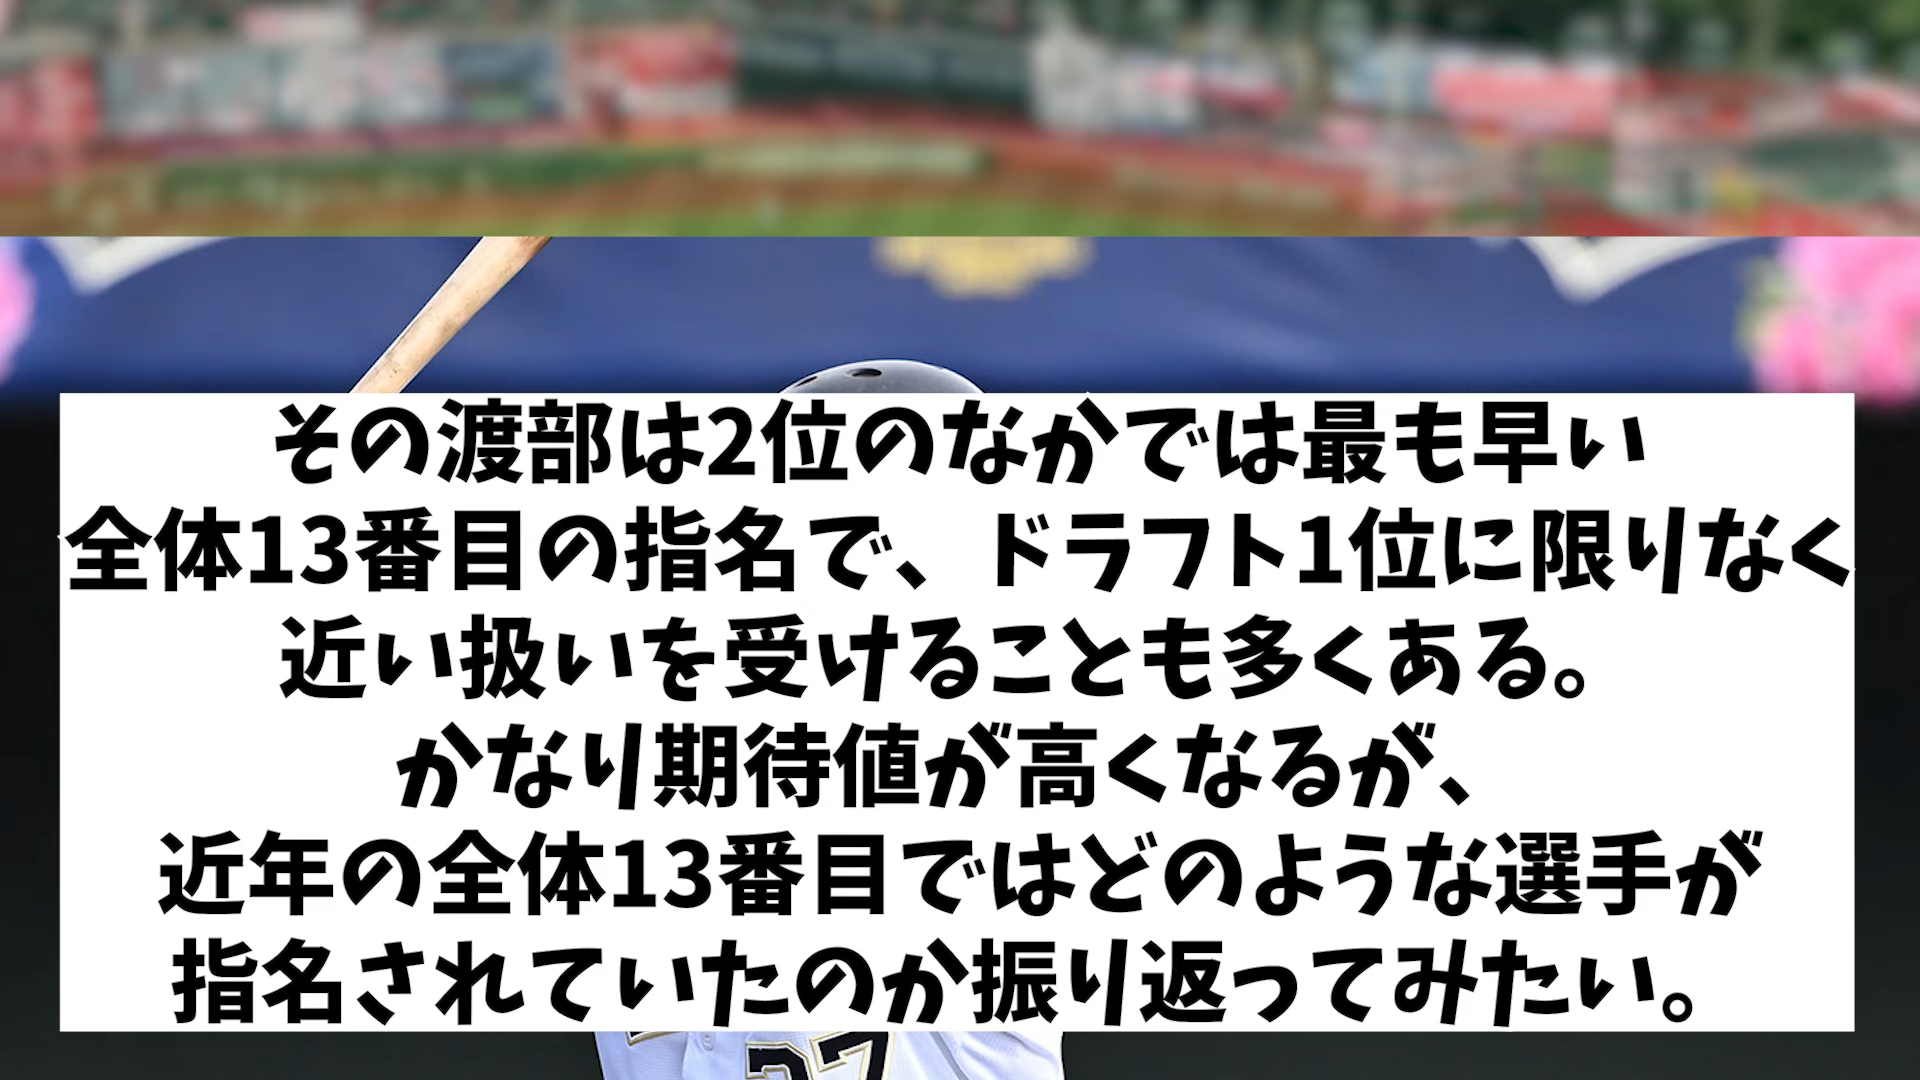 その渡部は2位のなかでは最も早い
全体13番目の指名で、ドラフト1位に限りなく
近い扱いを受けることも多くある。
かなり期待値が高くなるが、
近年の全体13番目ではどのような選手が
指名されていたのか振り返ってみたい。
27